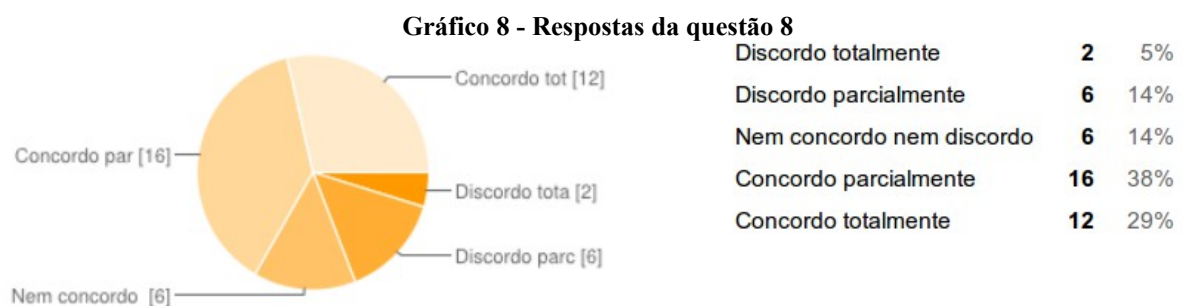 Gráfico 8 - Respostas da questão 8
Concordo tot [12]
Concordo par [16]
Discordo tota [2]
Discordo parc [6]
Nem concordo [6]
Discordo totalmente 2 5%
Discordo parcialmente 6 14%
Nem concordo nem discordo 6 14%
Concordo parcialmente 16 38%
Concordo totalmente 12 29%